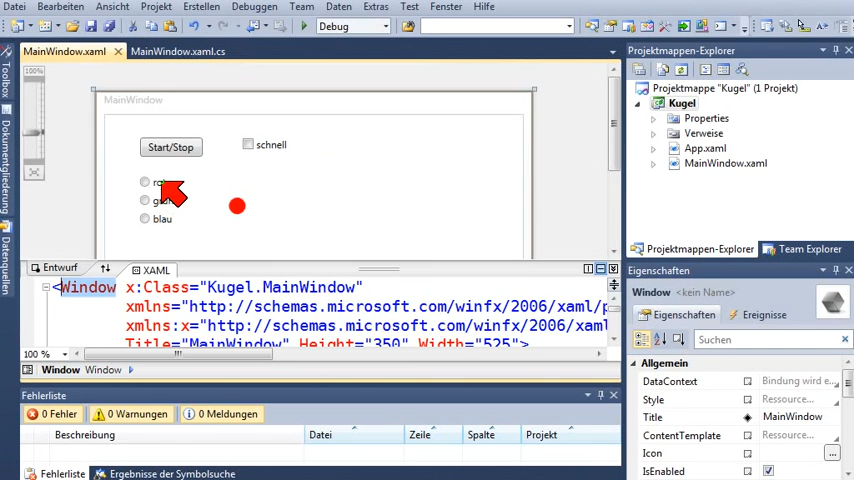 Datei Bearbeiten Ansicht Projekt Erstellen Debuggen Team Daten Extras Test Fenster Hilfe
Debug
MainWindow.xaml MainWindow.xaml.cs
100%
MainWindow
Start/Stop schnell
blau
Toolbox
Dokumentgliederung
Datenquellen
Entwurf XAML
<Window x:Class="Kugel.MainWindow"
xmlns="http://schemas.microsoft.com/winfx/2006/xaml/p
xmlns:x="http://schemas.microsoft.com/winfx/2006/xaml
Title="MainWindow" Height="350" Width="525">
100 %
Window Window
Fehlerliste
0 Fehler 0 Warnungen 0 Meldungen
Beschreibung Datei Zeile Spalte Projekt
Fehlerliste Ergebnisse der Symbolsuche
Projektmappen-Explorer
Projektmappe "Kugel" (1 Projekt)
Kugel
Properties
Verweise
App.xaml
MainWindow.xaml
Projektmappen-Explorer Team Explorer
Eigenschaften
Window <kein Name>
Eigenschaften Ereignisse
Suchen
Allgemein
DataContext Bindung wird e...
Style Ressource...
Title MainWindow
ContentTemplate Ressource...
Icon ...
IsEnabled